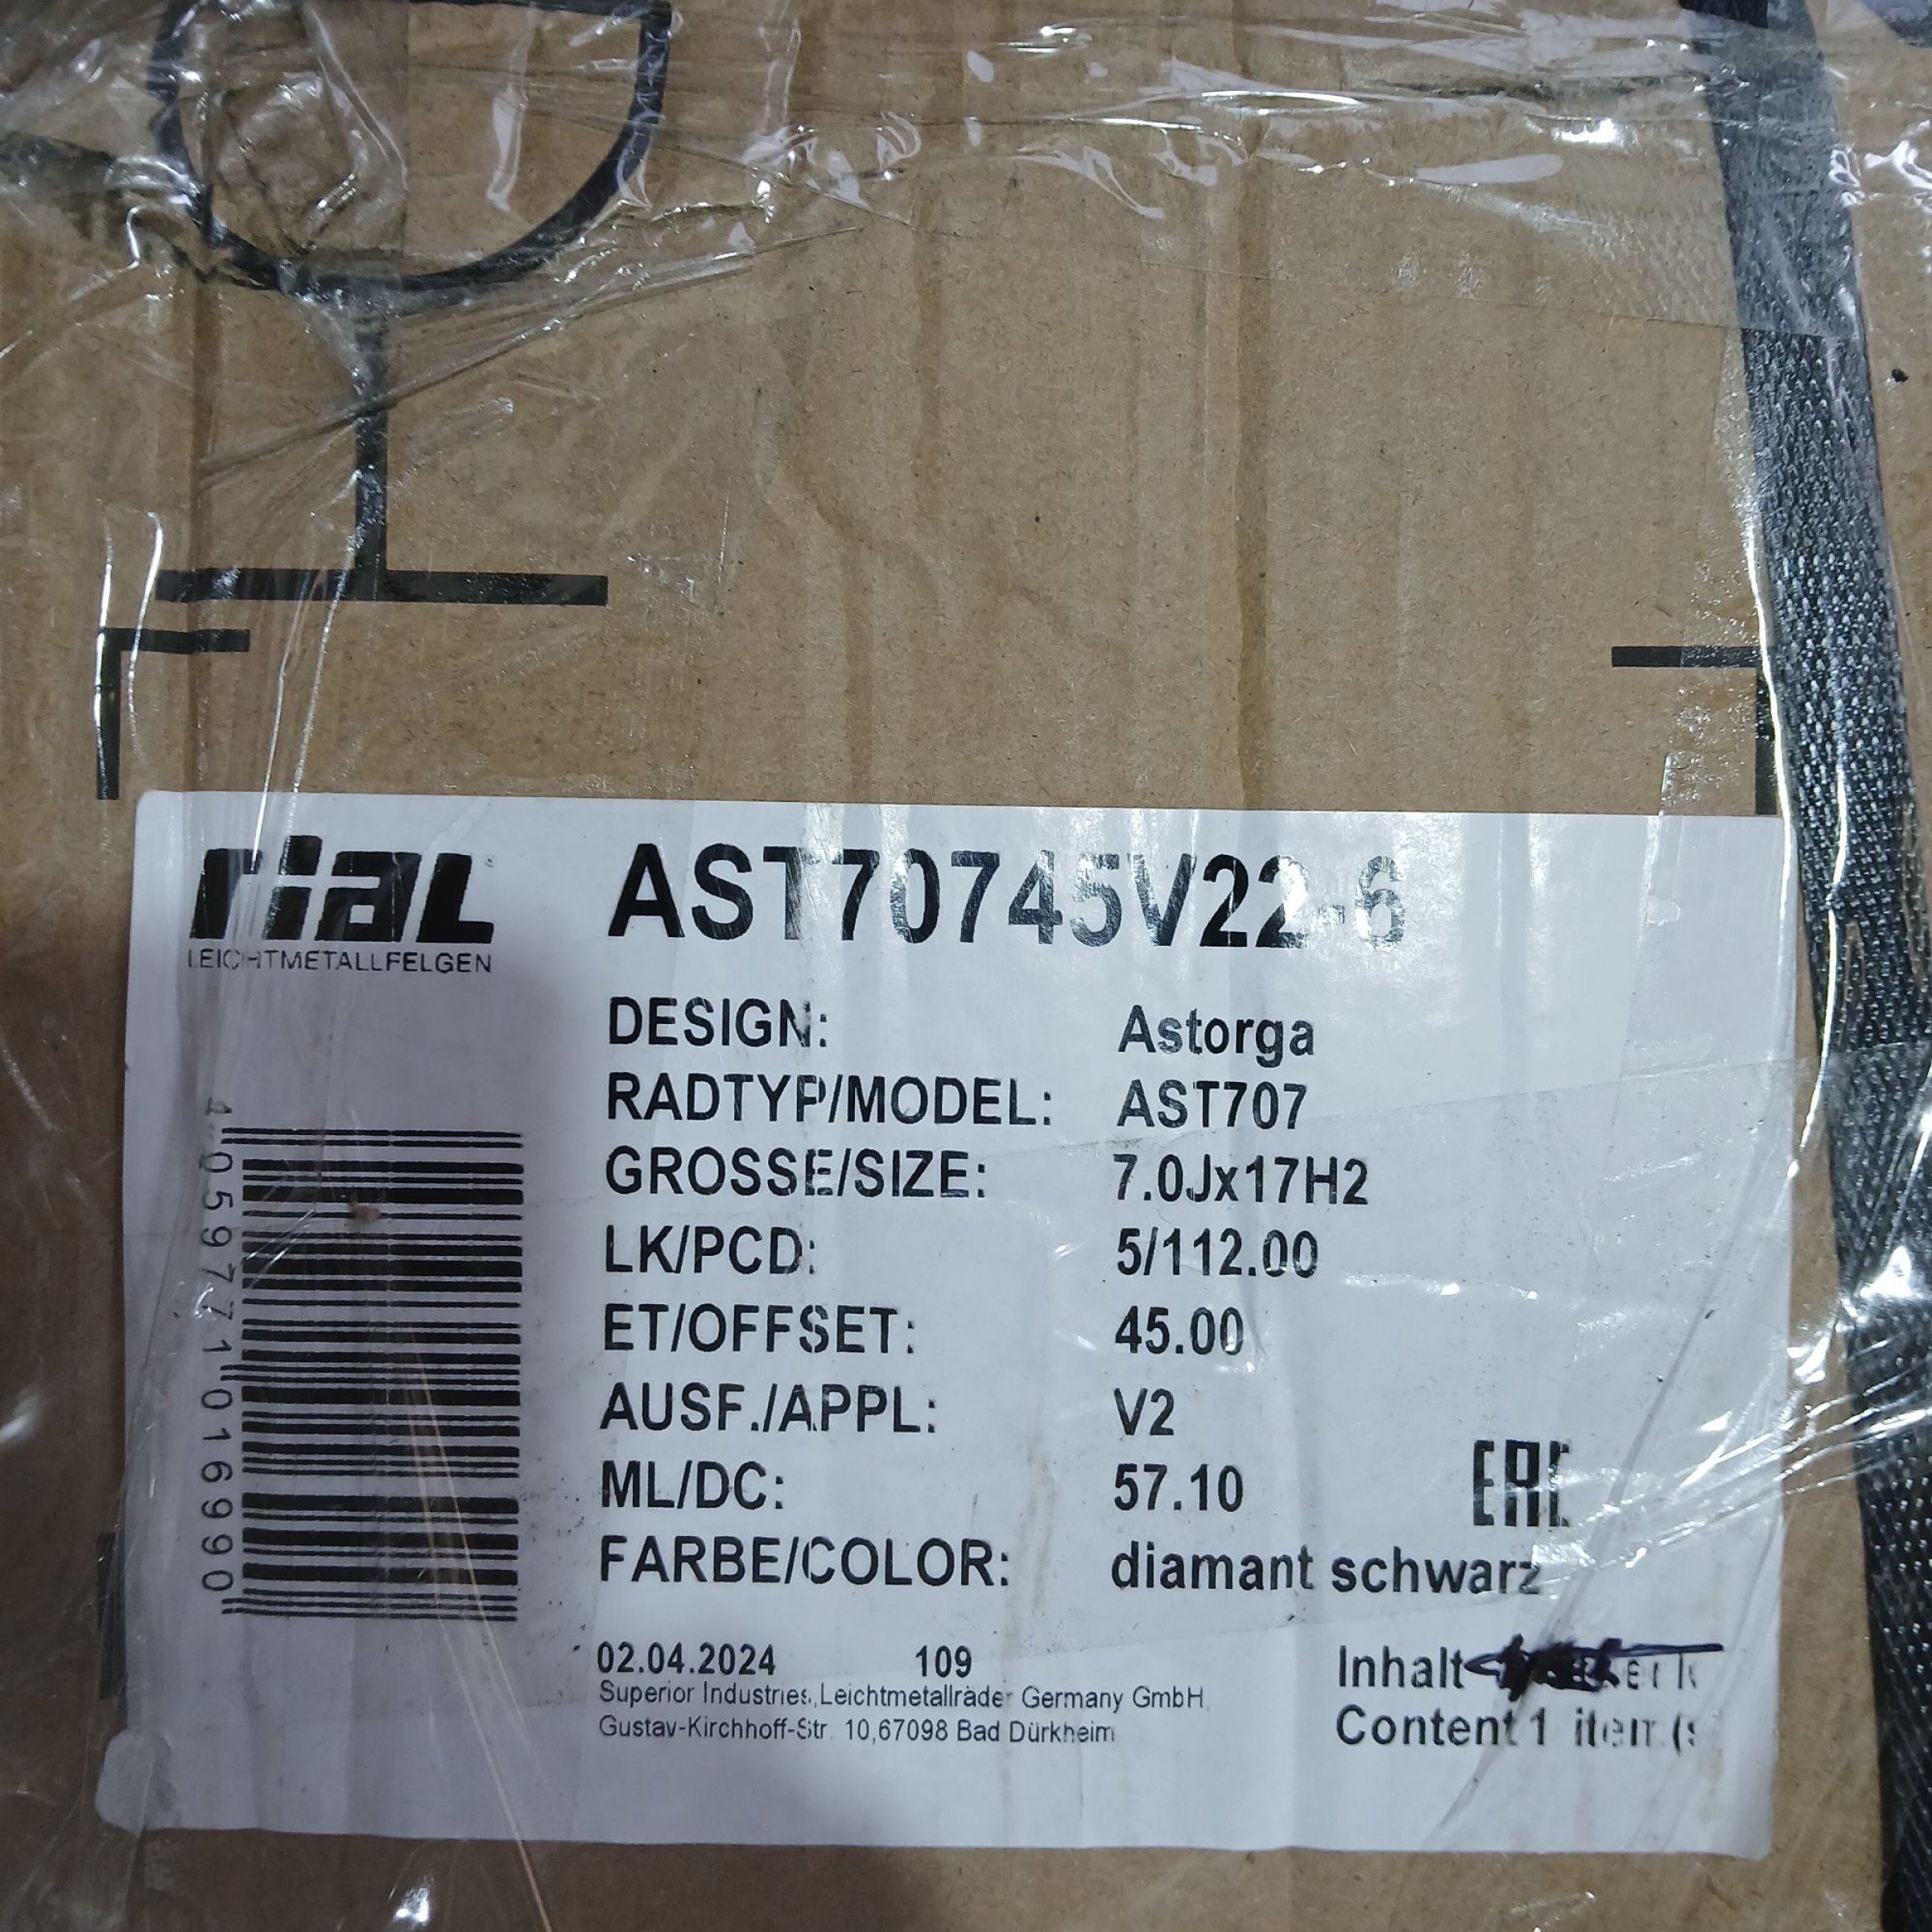 rial
LEICHTMETALLFELGEN
AST70745V22-6
DESIGN: Astorga
RADTYP/MODEL: AST707
GROSSE/SIZE: 7.0Jx17H2
LK/PCD: 5/112.00
ET/OFFSET: 45.00
AUSF./APPL: V2
ML/DC: 57.10
EAC
FARBE/COLOR: diamant schwarz
4059771016990
02.04.2024 109
Superior Industries Leichtmetallräder Germany GmbH
Gustav-Kirchhoff-Str. 10,67098 Bad Dürkheim
Inhalt
Content 1 item(s